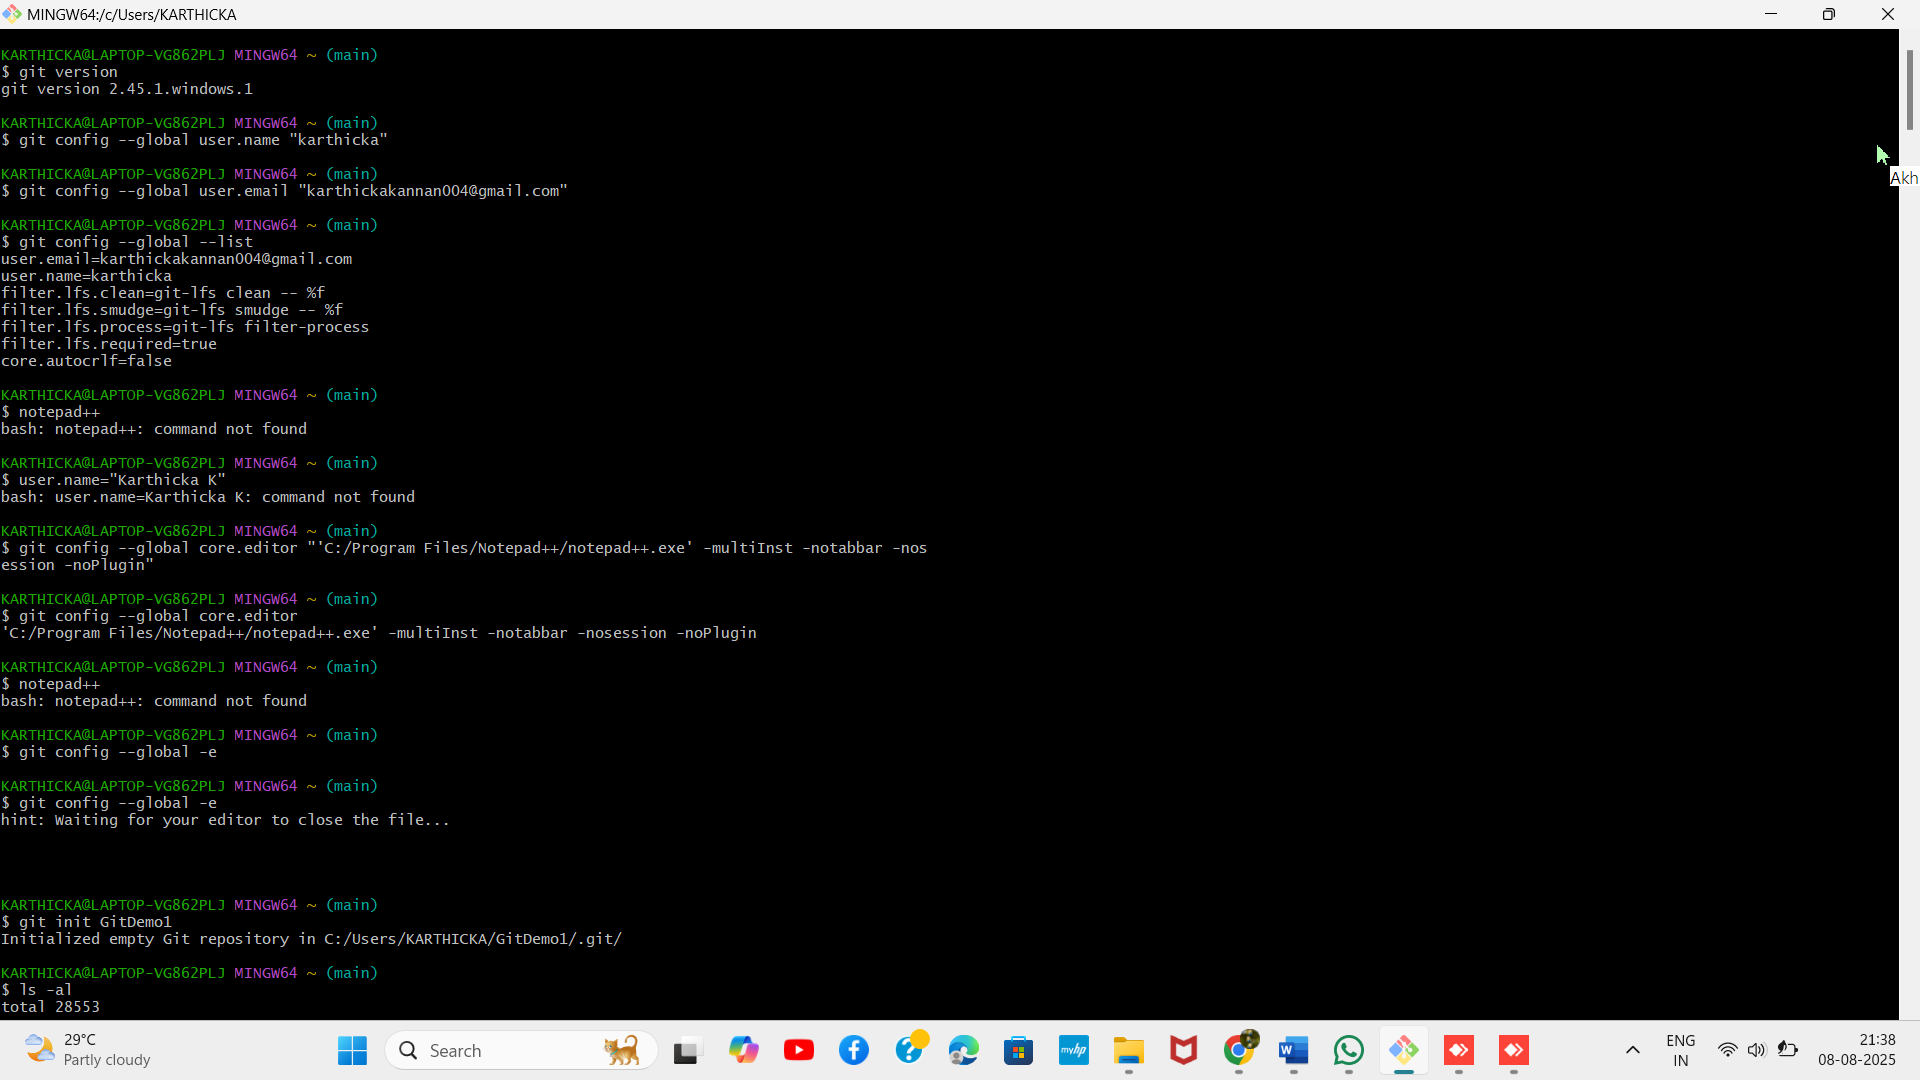 MINGW64:/c/Users/KARTHICKA
KARTHICKA@LAPTOP-VG862PLJ MINGW64 ~ (main)
$ git version
git version 2.45.1.windows.1
KARTHICKA@LAPTOP-VG862PLJ MINGW64 ~ (main)
$ git config --global user.name "karthicka"
KARTHICKA@LAPTOP-VG862PLJ MINGW64 ~ (main)
$ git config --global user.email "karthickakannan004@gmail.com"
KARTHICKA@LAPTOP-VG862PLJ MINGW64 ~ (main)
$ git config --global --list
user.email=karthickakannan004@gmail.com
user.name=karthicka
filter.lfs.clean=git-lfs clean -- %f
filter.lfs.smudge=git-lfs smudge -- %f
filter.lfs.process=git-lfs filter-process
filter.lfs.required=true
core.autocrlf=false
KARTHICKA@LAPTOP-VG862PLJ MINGW64 ~ (main)
$ notepad++
bash: notepad++: command not found
KARTHICKA@LAPTOP-VG862PLJ MINGW64 ~ (main)
$ user.name="Karthicka K"
bash: user.name=Karthicka K: command not found
KARTHICKA@LAPTOP-VG862PLJ MINGW64 ~ (main)
$ git config --global core.editor "'C:/Program Files/Notepad++/notepad++.exe' -multiInst -notabbar -nos
ession -noPlugin"
KARTHICKA@LAPTOP-VG862PLJ MINGW64 ~ (main)
$ git config --global core.editor
'C:/Program Files/Notepad++/notepad++.exe' -multiInst -notabbar -nosession -noPlugin
KARTHICKA@LAPTOP-VG862PLJ MINGW64 ~ (main)
$ notepad++
bash: notepad++: command not found
KARTHICKA@LAPTOP-VG862PLJ MINGW64 ~ (main)
$ git config --global -e
KARTHICKA@LAPTOP-VG862PLJ MINGW64 ~ (main)
$ git config --global -e
hint: Waiting for your editor to close the file...
KARTHICKA@LAPTOP-VG862PLJ MINGW64 ~ (main)
$ git init GitDemo1
Initialized empty Git repository in C:/Users/KARTHICKA/GitDemo1/.git/
KARTHICKA@LAPTOP-VG862PLJ MINGW64 ~ (main)
$ ls -al
total 28553
Akh
29°C
Partly cloudy
Search
myhp
W
ENG
IN
21:38
08-08-2025